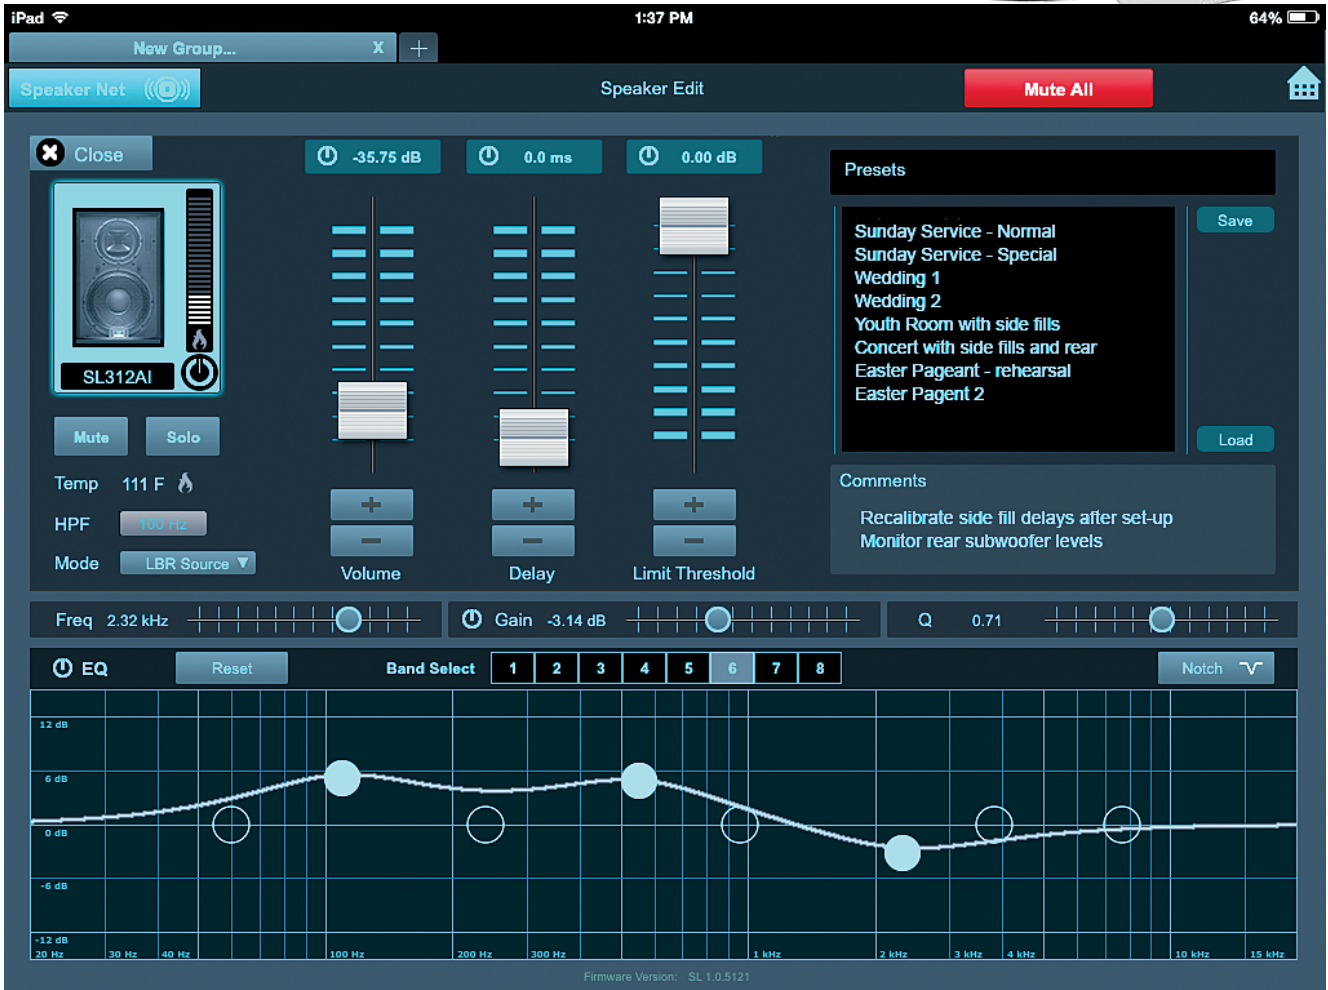 iPad 1:37 PM 64%
New Group... X +
Speaker Net Speaker Edit Mute All
Close -35.75 dB 0.0 ms 0.00 dB
Presets
Sunday Service - Normal
Sunday Service - Special
Wedding 1
Wedding 2
Youth Room with side fills
Concert with side fills and rear
Easter Pageant - rehearsal
Easter Pagent 2
Save
Load
SL312AI
Mute Solo
Temp 111 F
HPF 100 Hz
Mode LBR Source
+ + +
- - -
Volume Delay Limit Threshold
Comments
Recalibrate side fill delays after set-up
Monitor rear subwoofer levels
Freq 2.32 kHz Gain -3.14 dB Q 0.71
EQ Reset Band Select 1 2 3 4 5 6 7 8 Notch
12 dB
6 dB
0 dB
-6 dB
-12 dB
20 Hz 30 Hz 40 Hz 100 Hz 200 Hz 300 Hz 1 kHz 2 kHz 3 kHz 4 kHz 10 kHz 15 kHz
Firmware Version: SL 1.0.5121